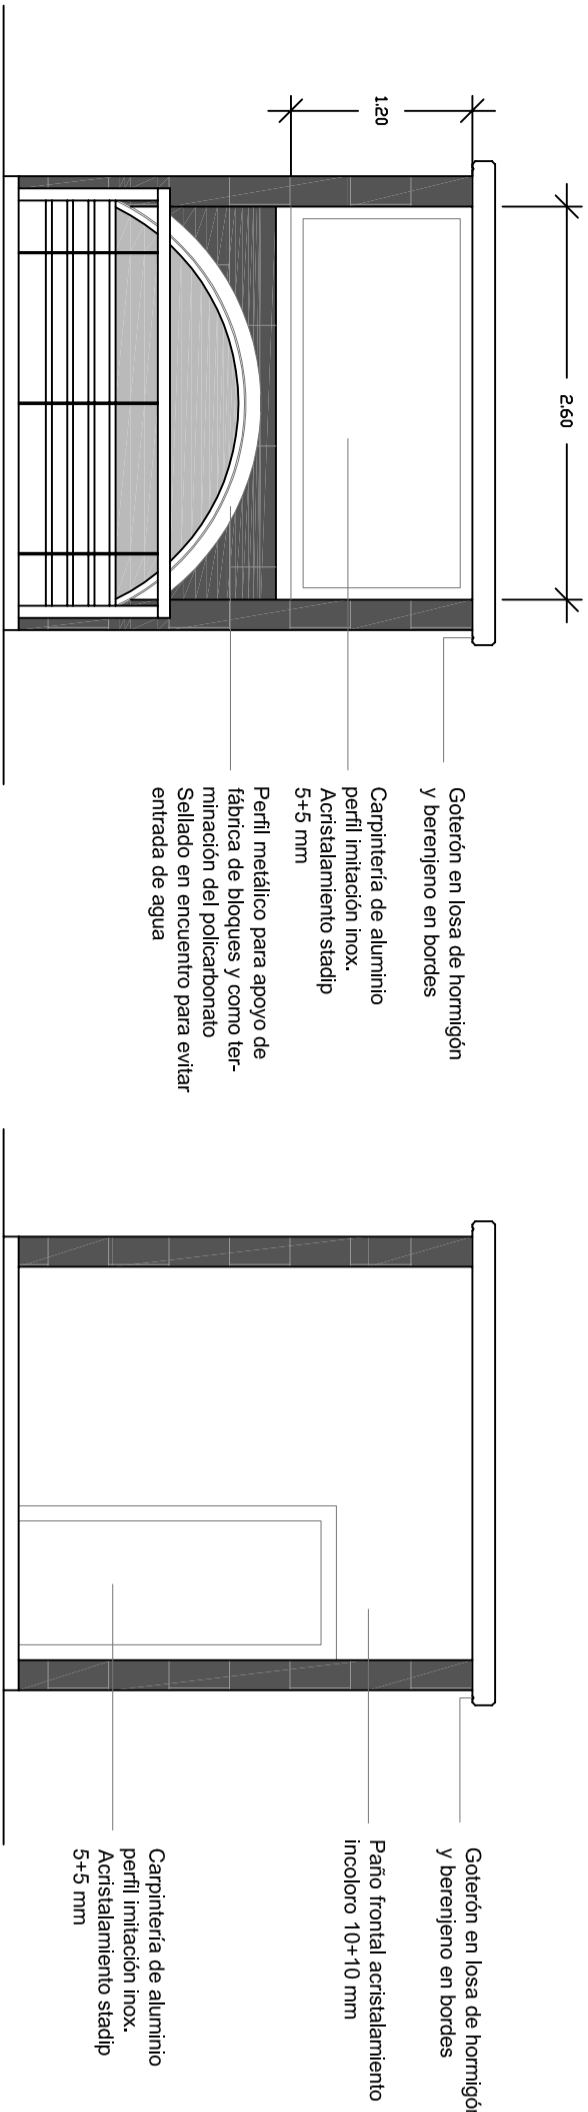 1.20
2.60
Goterón en losa de hormigón
y berenjeno en bordes
Carpintería de aluminio
perfil imitación inox.
Acristalamiento stadip
5+5 mm
Perfil metálico para apoyo de
fábrica de bloques y como ter-
minación del policarbonato
Sellado en encuentro para evitar
entrada de agua
Goterón en losa de hormigón
y berenjeno en bordes
Paño frontal acristalamiento
incoloro 10+10 mm
Carpintería de aluminio
perfil imitación inox.
Acristalamiento stadip
5+5 mm